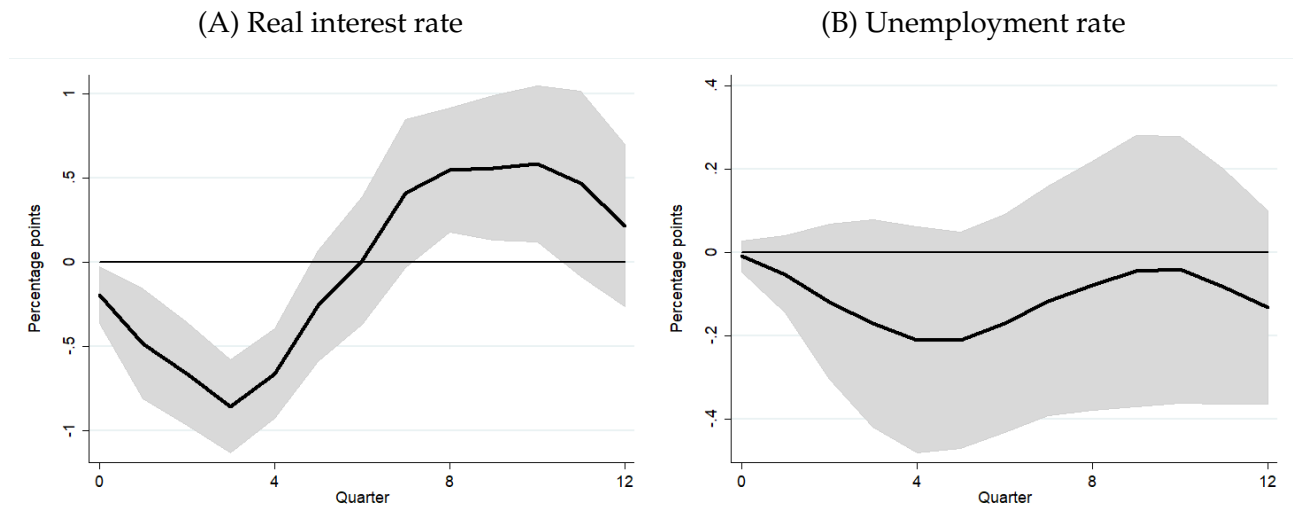 (A) Real interest rate
Percentage points
1
.5
0
-.5
-1
0 4 8 12
Quarter
(B) Unemployment rate
Percentage points
.4
.2
0
-.2
-.4
0 4 8 12
Quarter